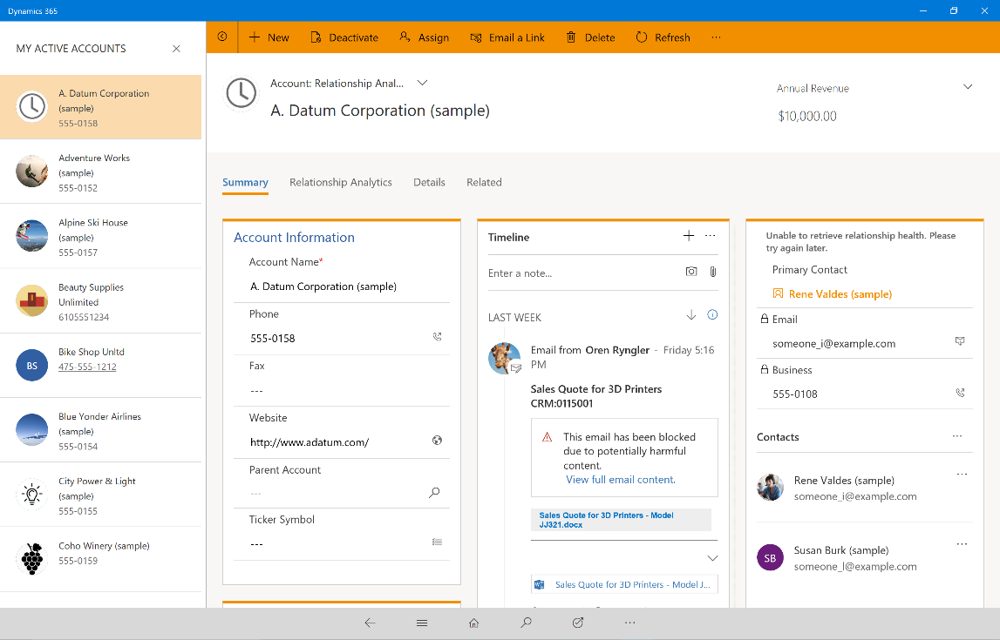 Dynamics 365
MY ACTIVE ACCOUNTS
A. Datum Corporation
(sample)
555-0158
Adventure Works
(sample)
555-0152
Alpine Ski House
(sample)
555-0157
Beauty Supplies
Unlimited
6105551234
BS
Bike Shop Unltd
475-555-1212
Blue Yonder Airlines
(sample)
555-0154
City Power & Light
(sample)
555-0155
Coho Winery (sample)
555-0159
New
Deactivate
Assign
Email a Link
Delete
Refresh
...
Account: Relationship Anal...
A. Datum Corporation (sample)
Annual Revenue
$10,000.00
Summary
Relationship Analytics
Details
Related
Account Information
Account Name*
A. Datum Corporation (sample)
Phone
555-0158
Fax
---
Website
http://www.adatum.com/
Parent Account
---
Ticker Symbol
---
Timeline
...
Enter a note...
LAST WEEK
Email from Oren Ryngler - Friday 5:16
PM
Sales Quote for 3D Printers
CRM:0115001
This email has been blocked
due to potentially harmful
content.
View full email content.
Sales Quote for 3D Printers - Model
JJ321.docx
Sales Quote for 3D Printers - Model J...
Unable to retrieve relationship health. Please
try again later.
Primary Contact
Rene Valdes (sample)
Email
someone_i@example.com
Business
555-0108
Contacts
...
Rene Valdes (sample)
...
someone_i@example.com
SB
Susan Burk (sample)
...
someone_l@example.com
...